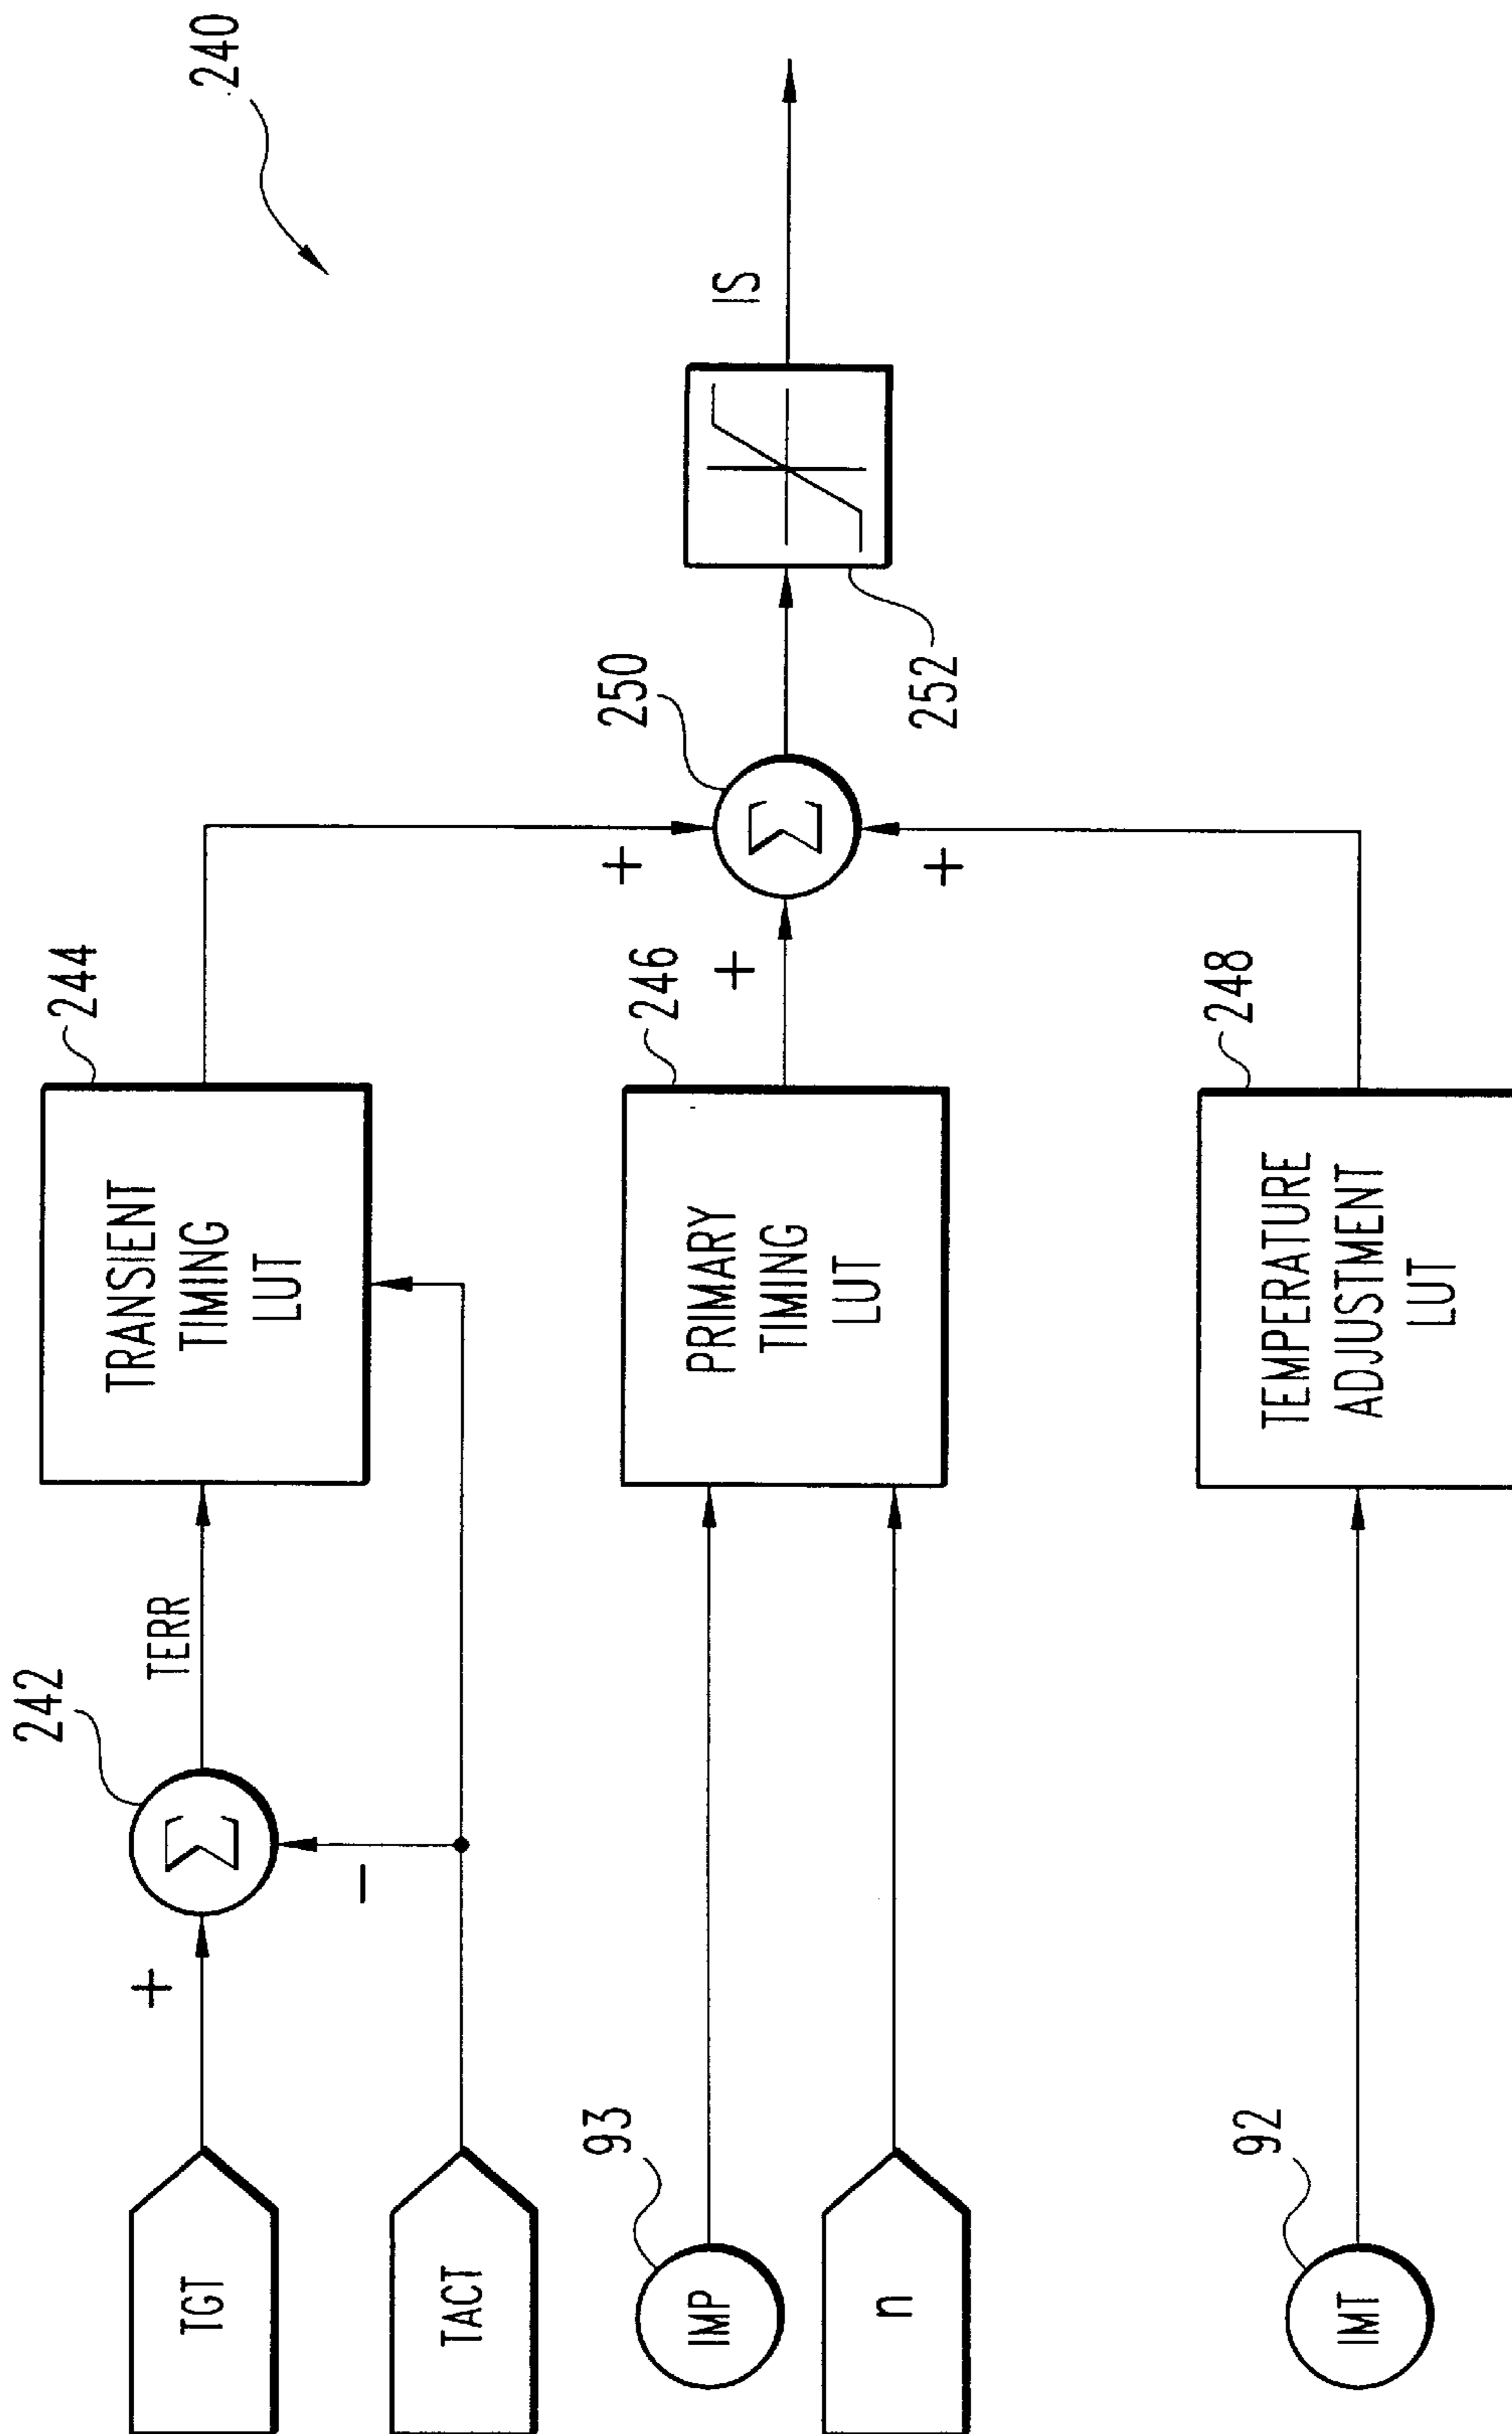 240
TGT
+
−
242
Σ
TERR
TRANSIENT
TIMING
LUT
244
TACT
93
IMP
n
PRIMARY
TIMING
LUT
246
+
+
+
250
Σ
252
IS
92
IMT
TEMPERATURE
ADJUSTMENT
LUT
248